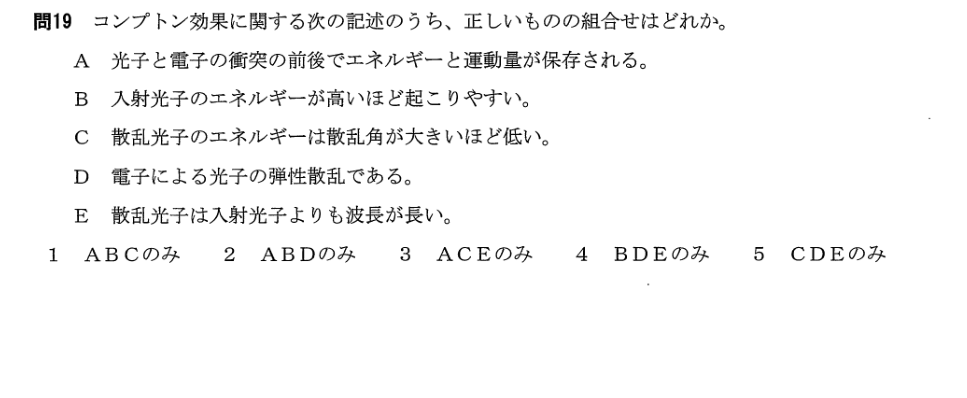 問19 コンプトン効果に関する次の記述のうち、正しいものの組合せはどれか。
A 光子と電子の衝突の前後でエネルギーと運動量が保存される。
B 入射光子のエネルギーが高いほど起こりやすい。
C 散乱光子のエネルギーは散乱角が大きいほど低い。
D 電子による光子の弾性散乱である。
E 散乱光子は入射光子よりも波長が長い。
1 ABCのみ 2 ABDのみ 3 ACEのみ 4 BDEのみ 5 CDEのみ